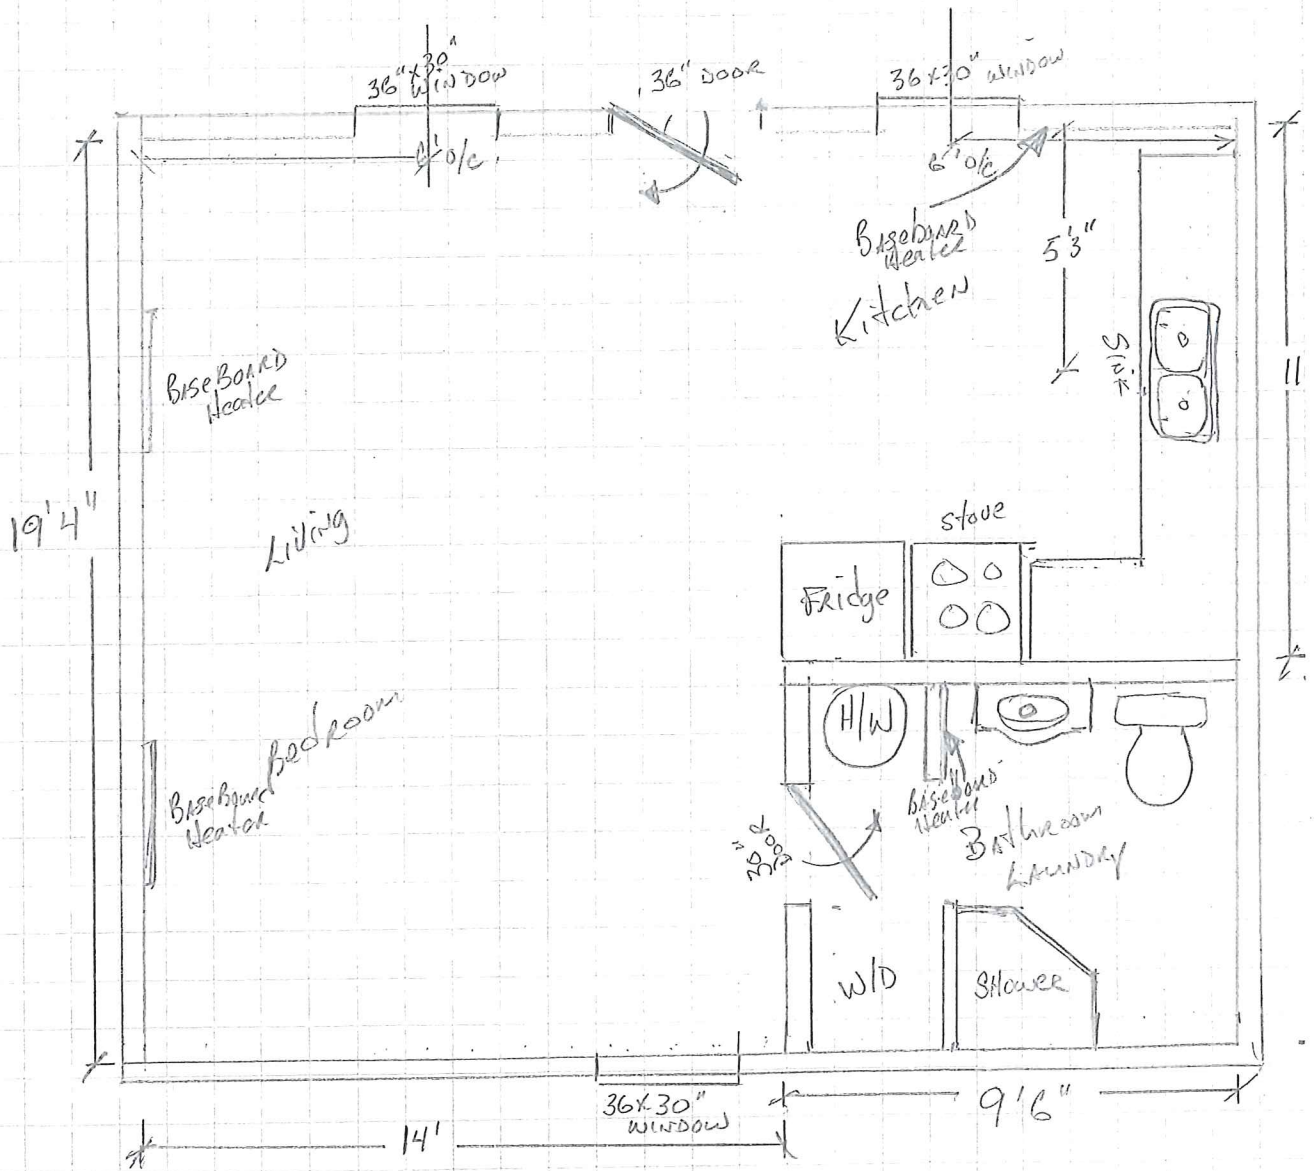 36"x30"
WINDOW
36" DOOR
36x30" WINDOW
6' O/C
6' O/C
BASEBOARD
Heater
Kitchen
5'3"
BASEBOARD
Heater
Sink
11
19'4"
Living
Stove
Fridge
Bedroom
BASEBOARD
Heater
H/W
BASEBOARD
Heater
30"
DOOR
BAThroom
LAUNDRY
W/D
SHOWER
36x30"
WINDOW
9'6"
14'